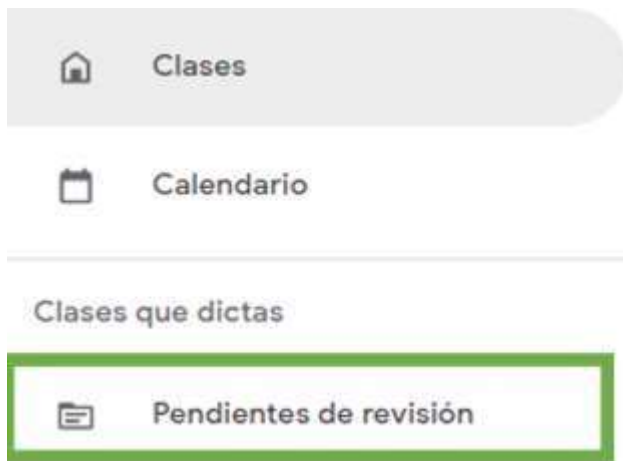 Clases
Calendario
Clases que dictas
Pendientes de revisión